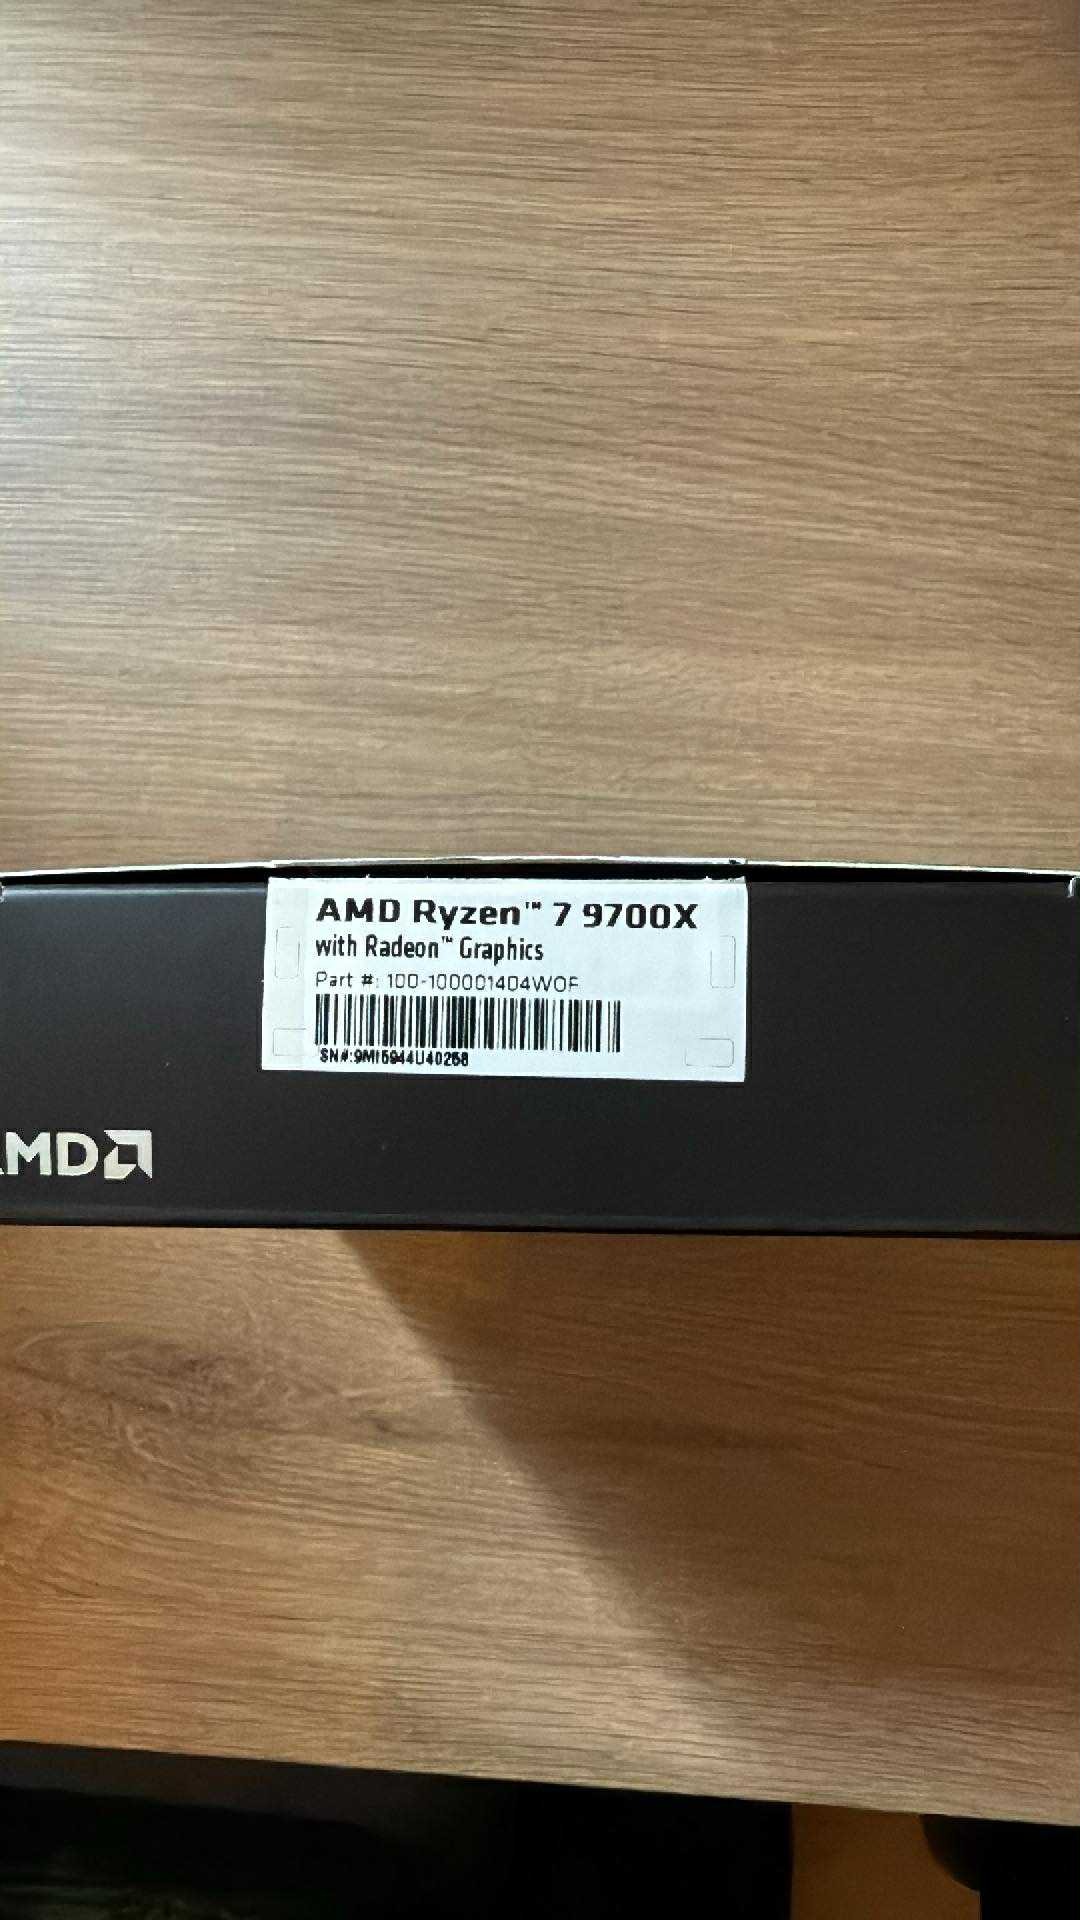 AMD Ryzen™ 7 9700X
with Radeon™ Graphics
Part #: 100-100001404WOF
SN#:9MI5944U40258
AMD